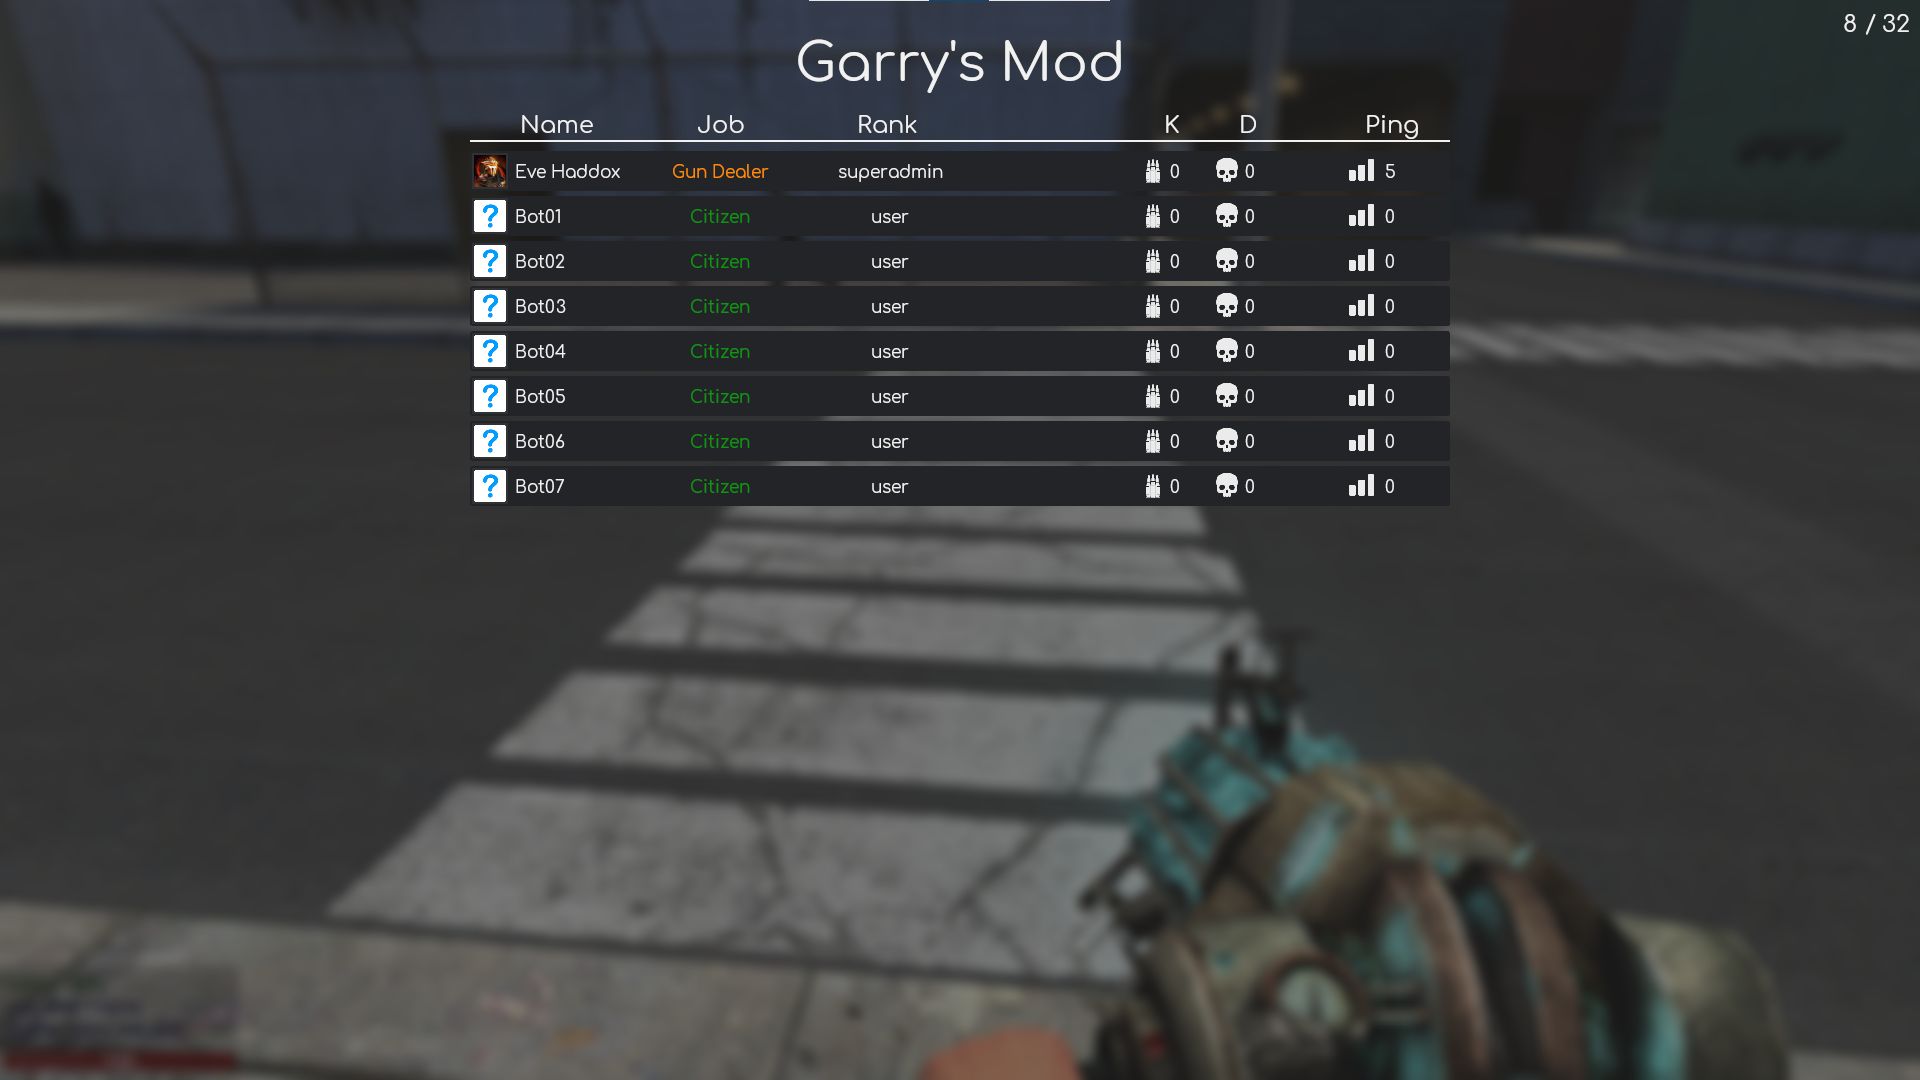 8 / 32
Garry's Mod
Name Job Rank K D Ping
Eve Haddox Gun Dealer superadmin 0 0 5
? Bot01 Citizen user 0 0 0
? Bot02 Citizen user 0 0 0
? Bot03 Citizen user 0 0 0
? Bot04 Citizen user 0 0 0
? Bot05 Citizen user 0 0 0
? Bot06 Citizen user 0 0 0
? Bot07 Citizen user 0 0 0